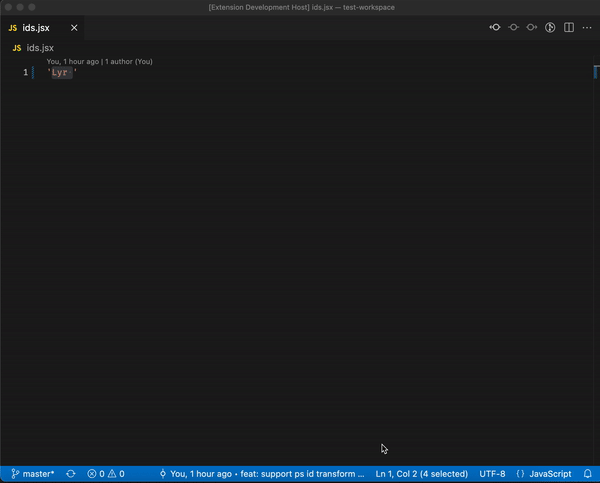 [Extension Development Host] ids.jsx — test-workspace
JS ids.jsx
JS ids.jsx
You, 1 hour ago | 1 author (You)
1 'Lyr '
master* 0 0 You, 1 hour ago • feat: support ps id transform ... Ln 1, Col 2 (4 selected) UTF-8 {} JavaScript